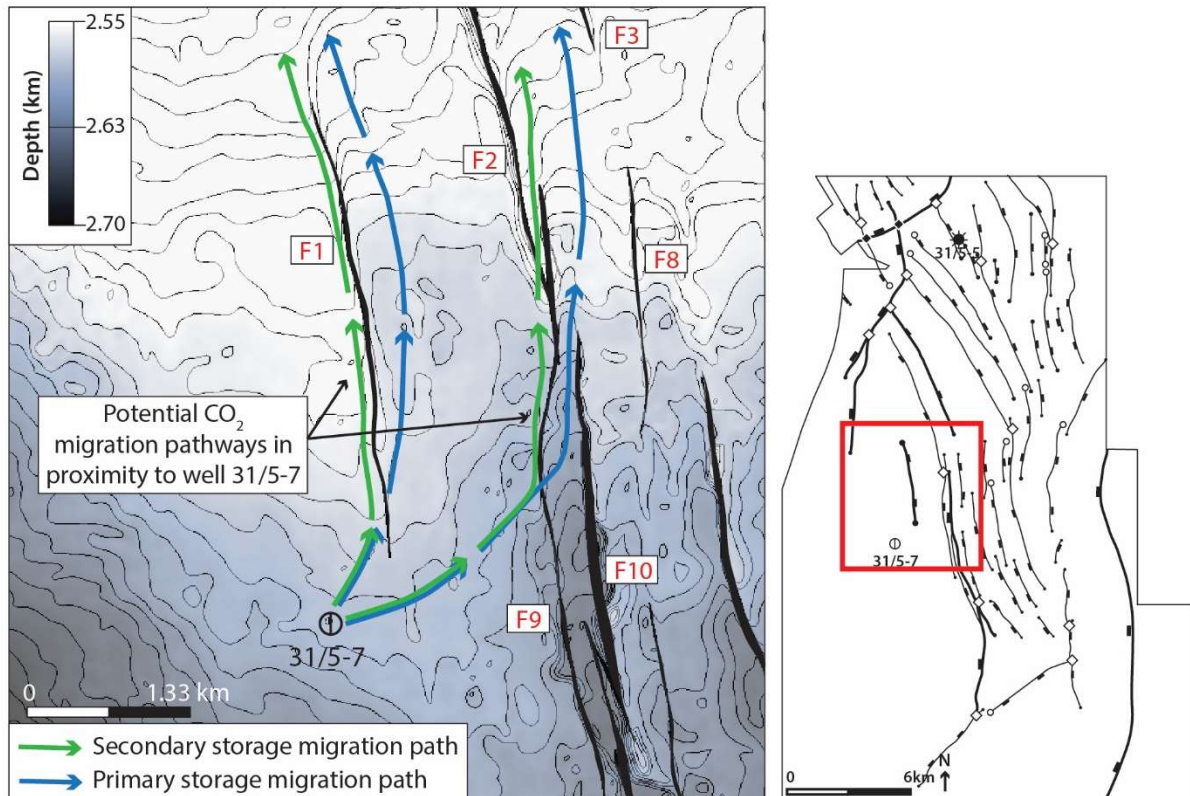 2.55
Depth (km)
2.63
2.70
F1
F2
F3
F8
Potential CO₂
migration pathways in
proximity to well 31/5-7
F10
F9
31/5-7
0 1.33 km
Secondary storage migration path
Primary storage migration path
31/5-5
31/5-7
N
0 6km